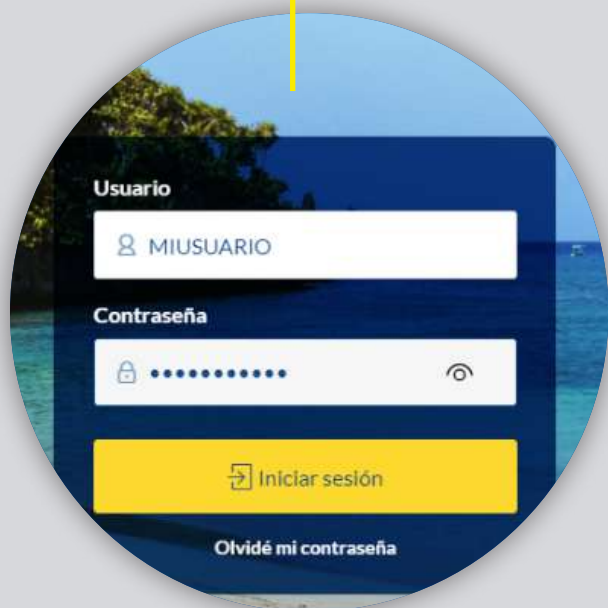 Usuario
MIUSUARIO
Contraseña
•••••••••••
Iniciar sesión
Olvidé mi contraseña